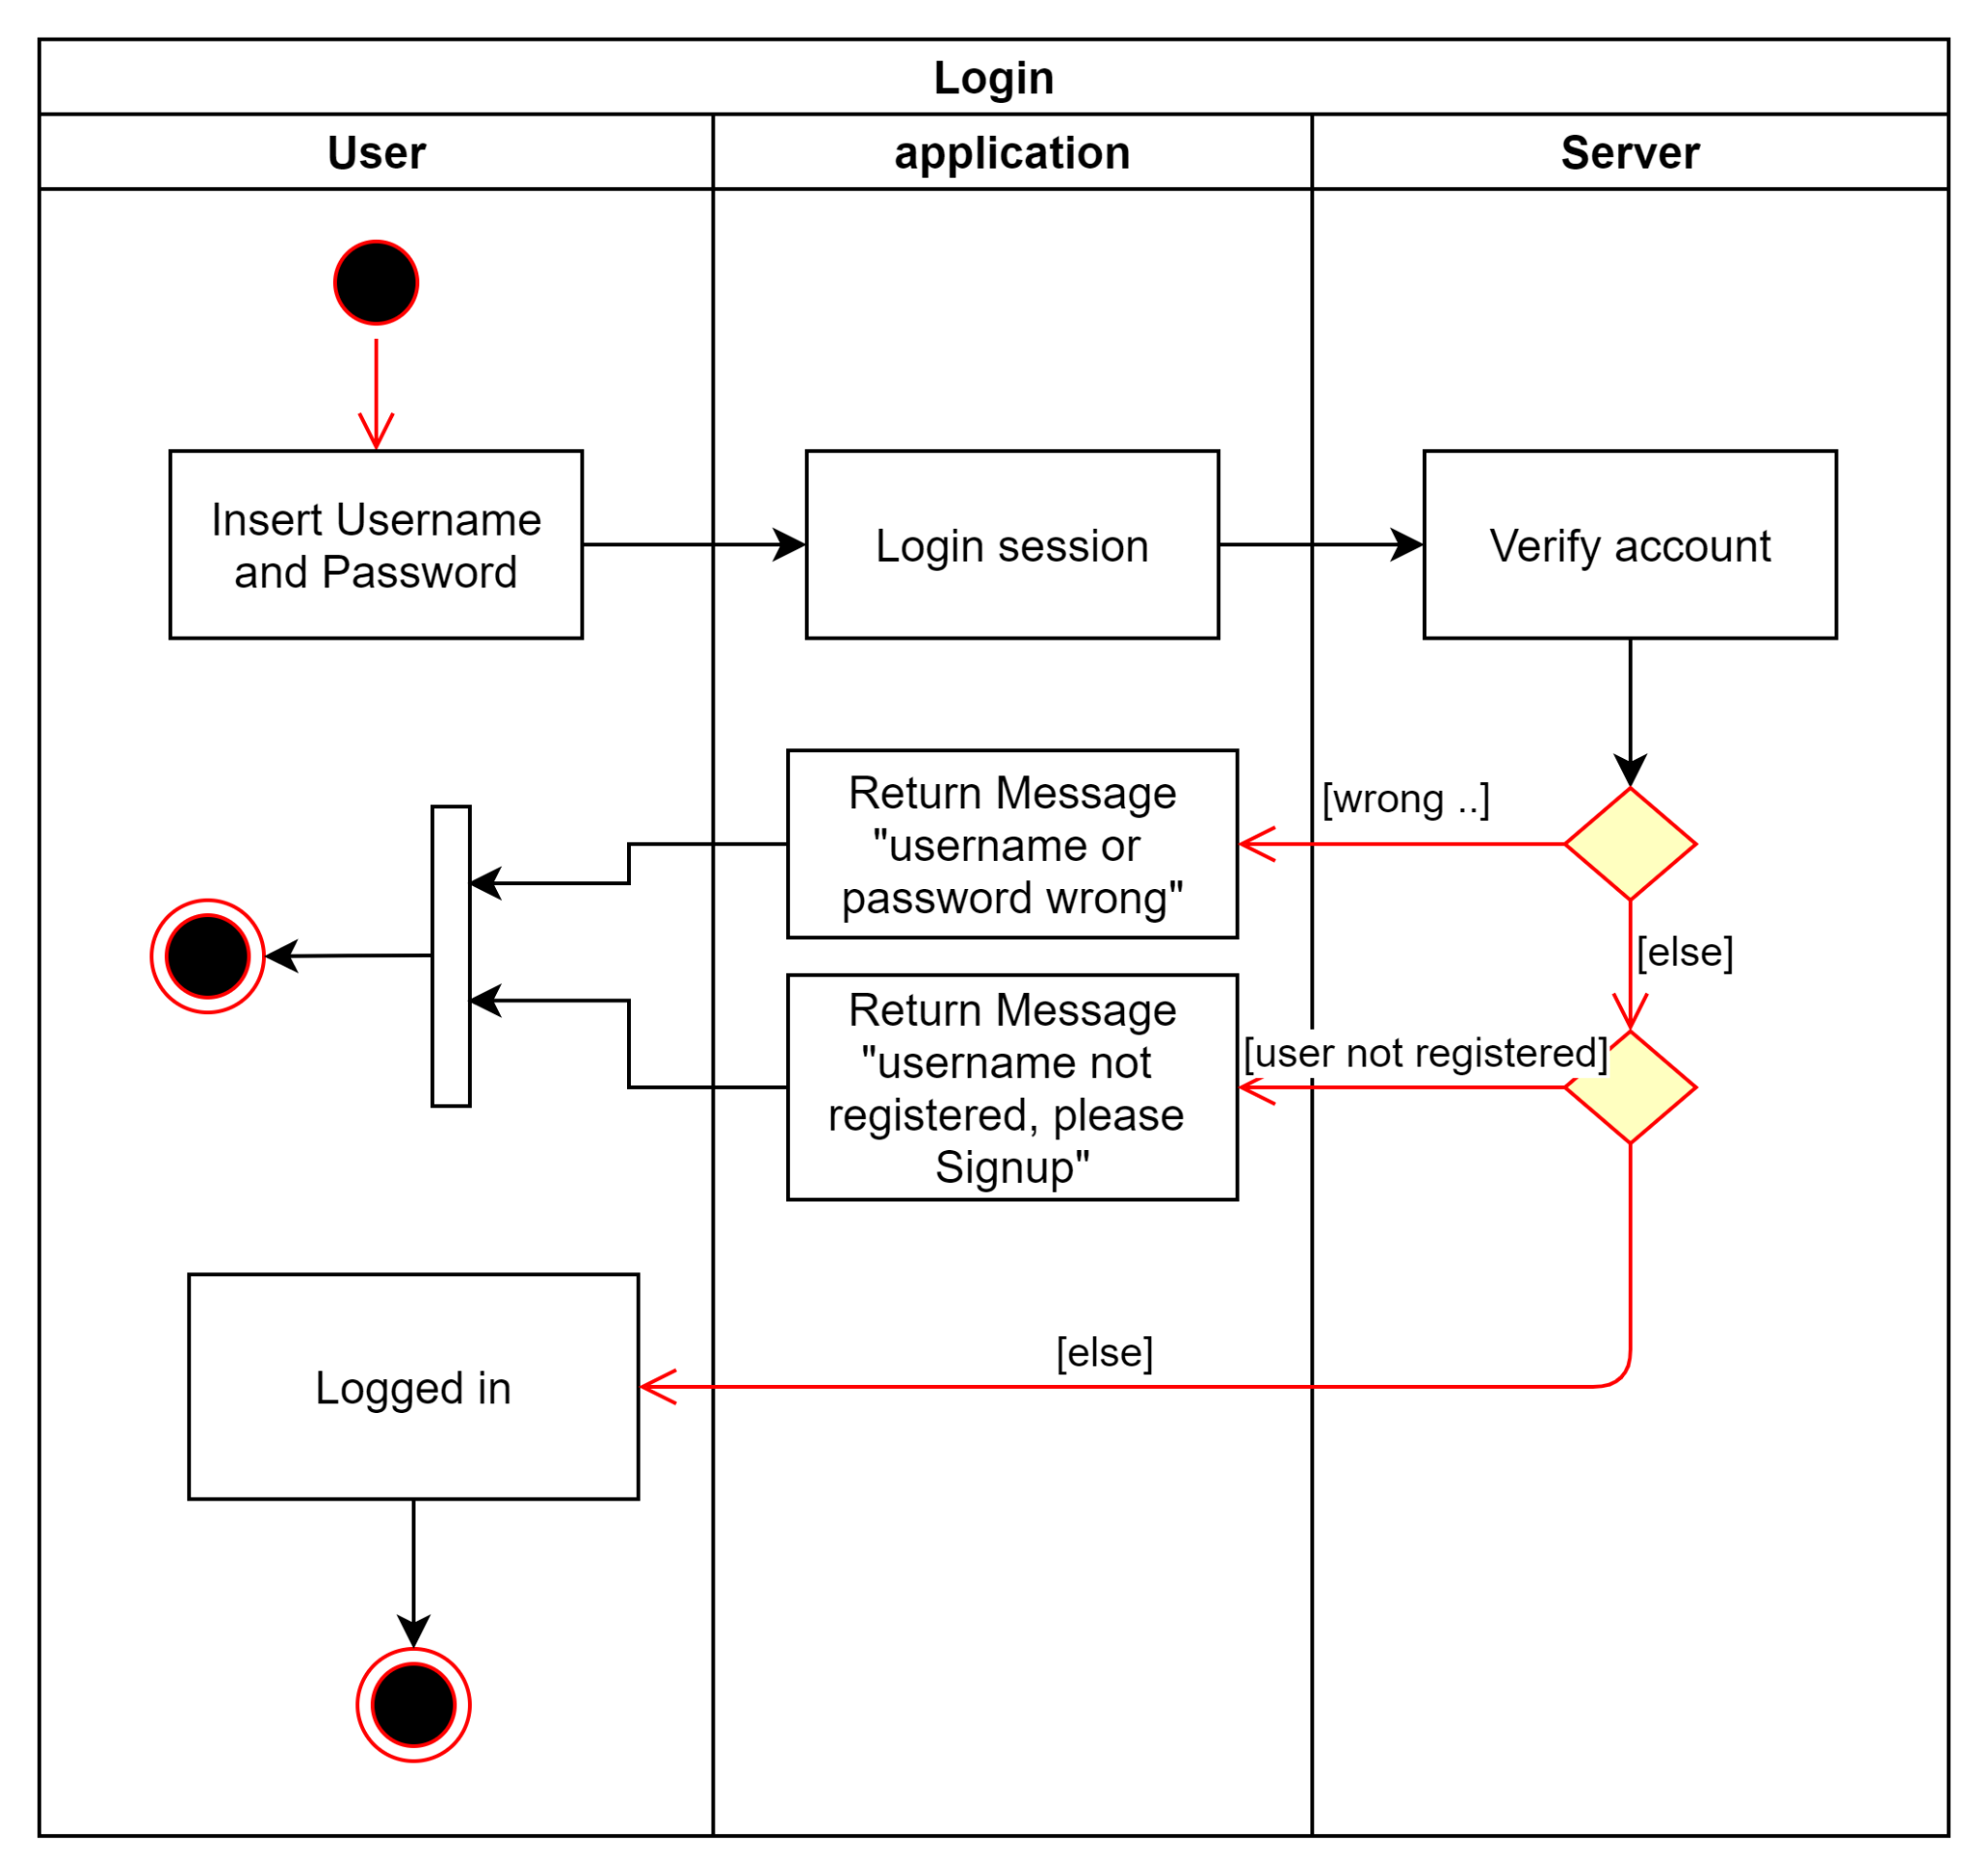 Login
User
application
Server
Insert Username
and Password
Login session
Verify account
Return Message
"username or
password wrong"
[wrong ..]
[else]
Return Message
"username not
registered, please
Signup"
[user not registered]
[else]
Logged in